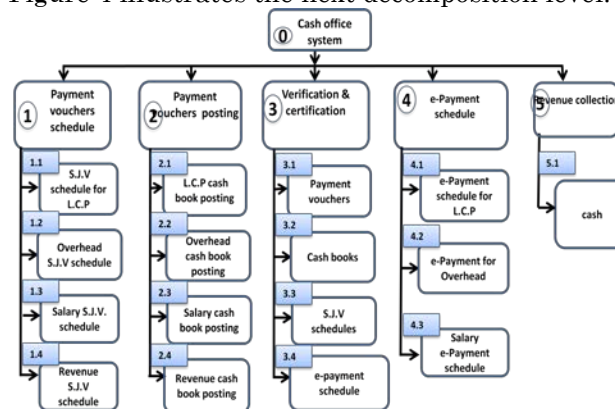 Figure 4 illustrates the next decomposition level.
0
Cash office
system
1
Payment
vouchers
schedule
2
Payment
vouchers posting
3
Verification &
certification
4
e-Payment
schedule
5
Revenue collection
1.1
S.J.V
schedule for
L.C.P
1.2
Overhead
S.J.V schedule
1.3
Salary S.J.V.
schedule
1.4
Revenue
S.J.V
schedule
2.1
L.C.P cash
book posting
2.2
Overhead
cash book
posting
2.3
Salary cash
book posting
2.4
Revenue cash
book posting
3.1
Payment
vouchers
3.2
Cash books
3.3
S.J.V
schedules
3.4
e-payment
schedule
4.1
e-Payment
schedule for
L.C.P
4.2
e-Payment for
Overhead
4.3
Salary
e-Payment
schedule
5.1
cash